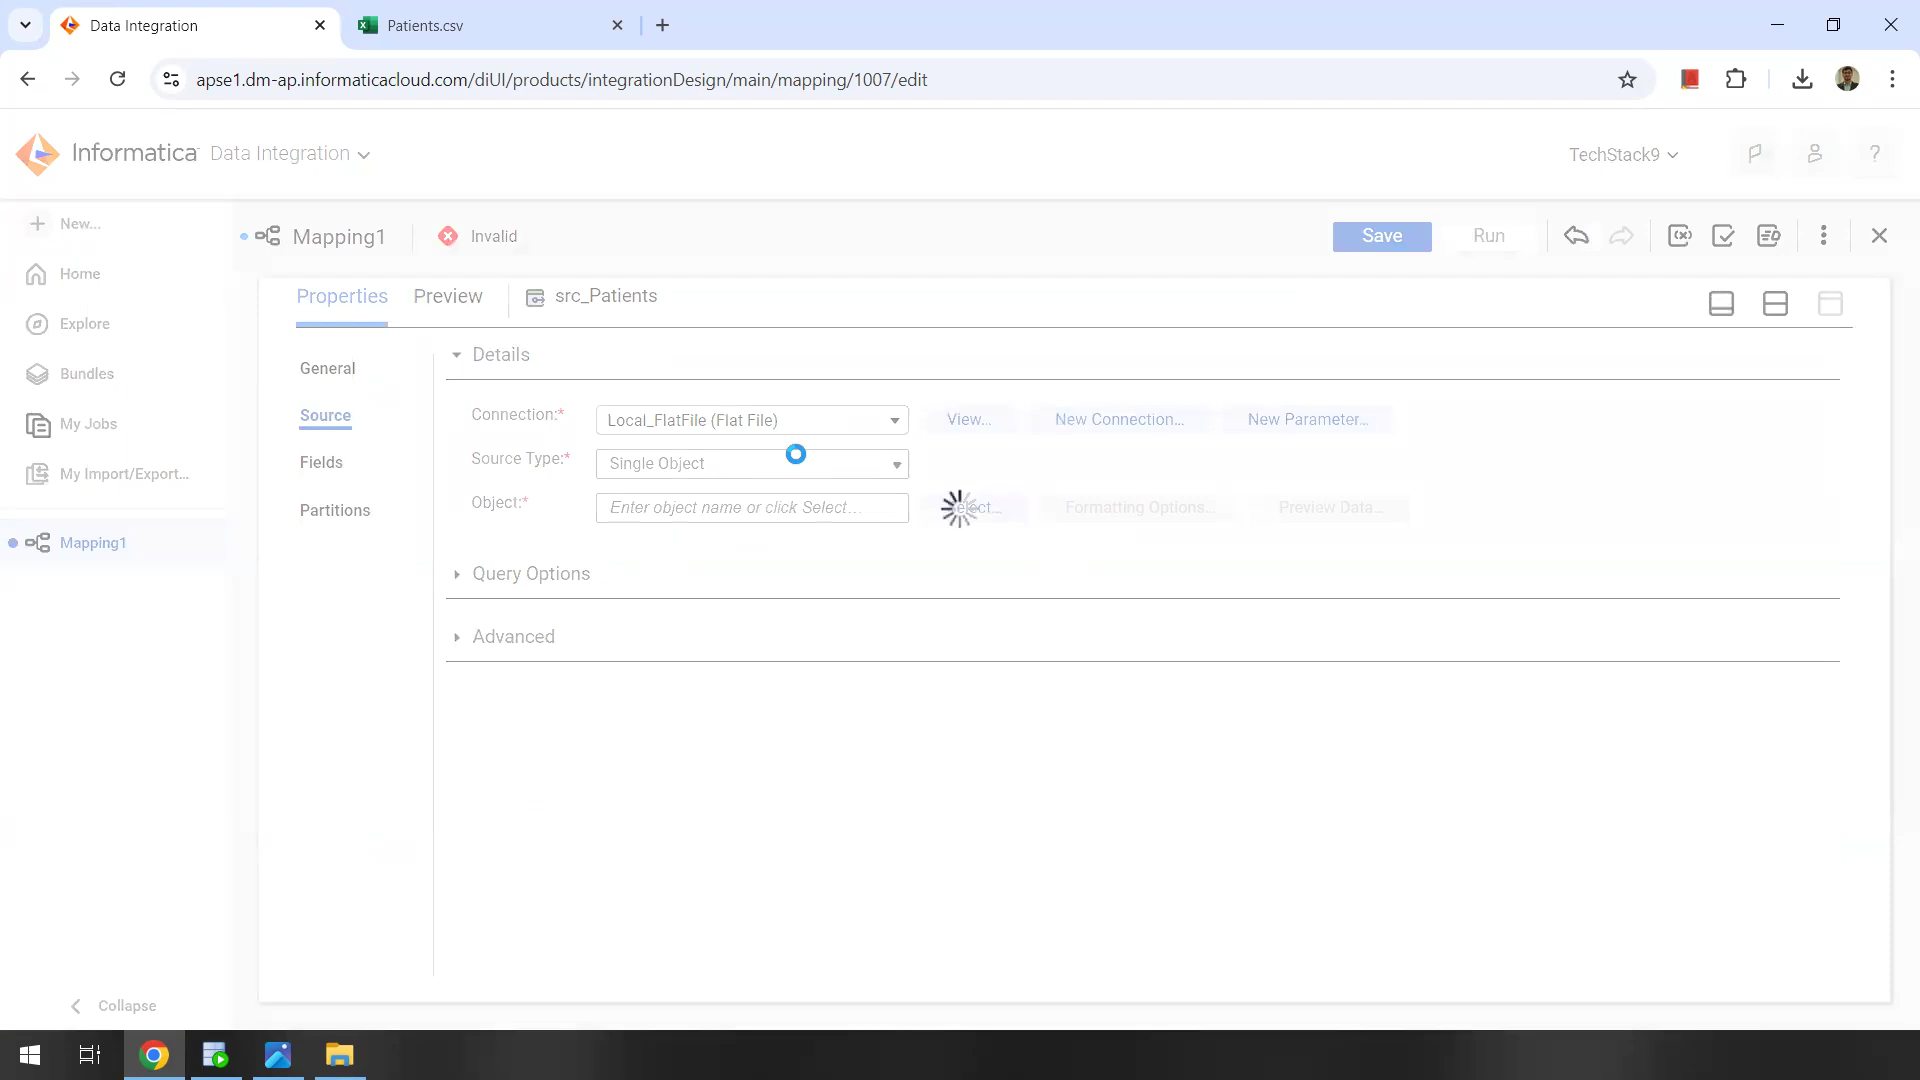 Data Integration
Patients.csv
apse1.dm-ap.informaticacloud.com/diUI/products/integrationDesign/main/mapping/1007/edit
Informatica Data Integration
TechStack9
?
New...
Home
Explore
Bundles
My Jobs
My Import/Export...
Mapping1
Collapse
Mapping1
Invalid
Save
Run
Properties
Preview
src_Patients
General
Source
Fields
Partitions
Details
Connection:*
Local_FlatFile (Flat File)
View...
New Connection...
New Parameter...
Source Type:*
Single Object
Object:*
Enter object name or click Select...
Formatting Options...
Preview Data...
Query Options
Advanced